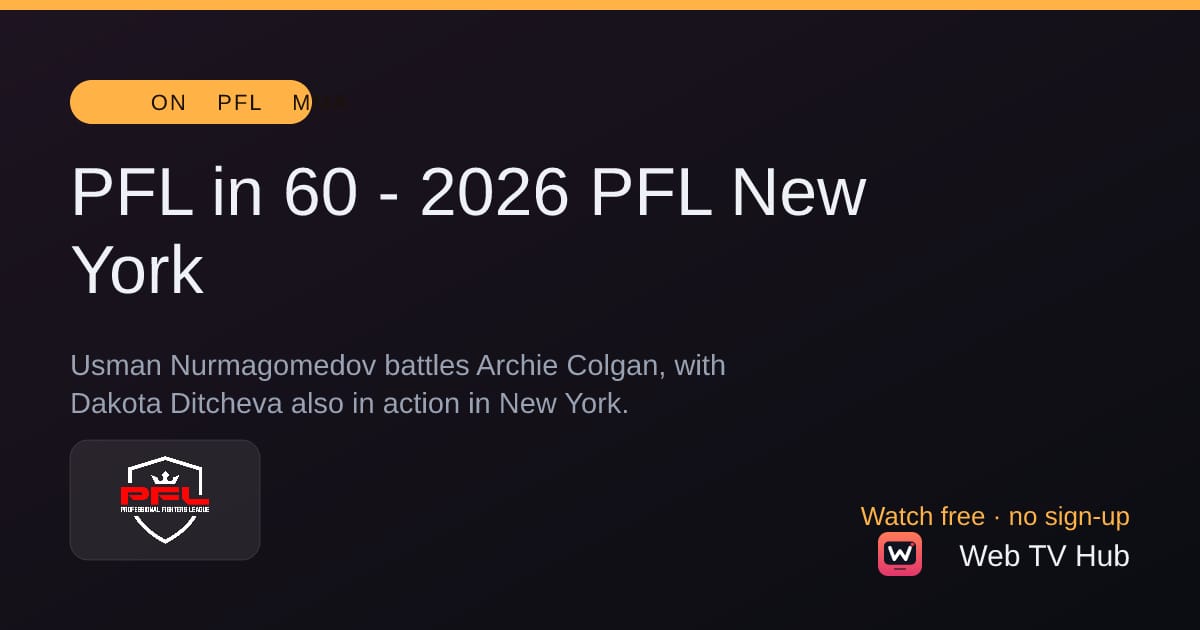 ON PFL MMA
PFL in 60 - 2026 PFL New
York
Usman Nurmagomedov battles Archie Colgan, with
Dakota Ditcheva also in action in New York.
PFL
PROFESSIONAL FIGHTERS LEAGUE
Watch free · no sign-up
W
Web TV Hub